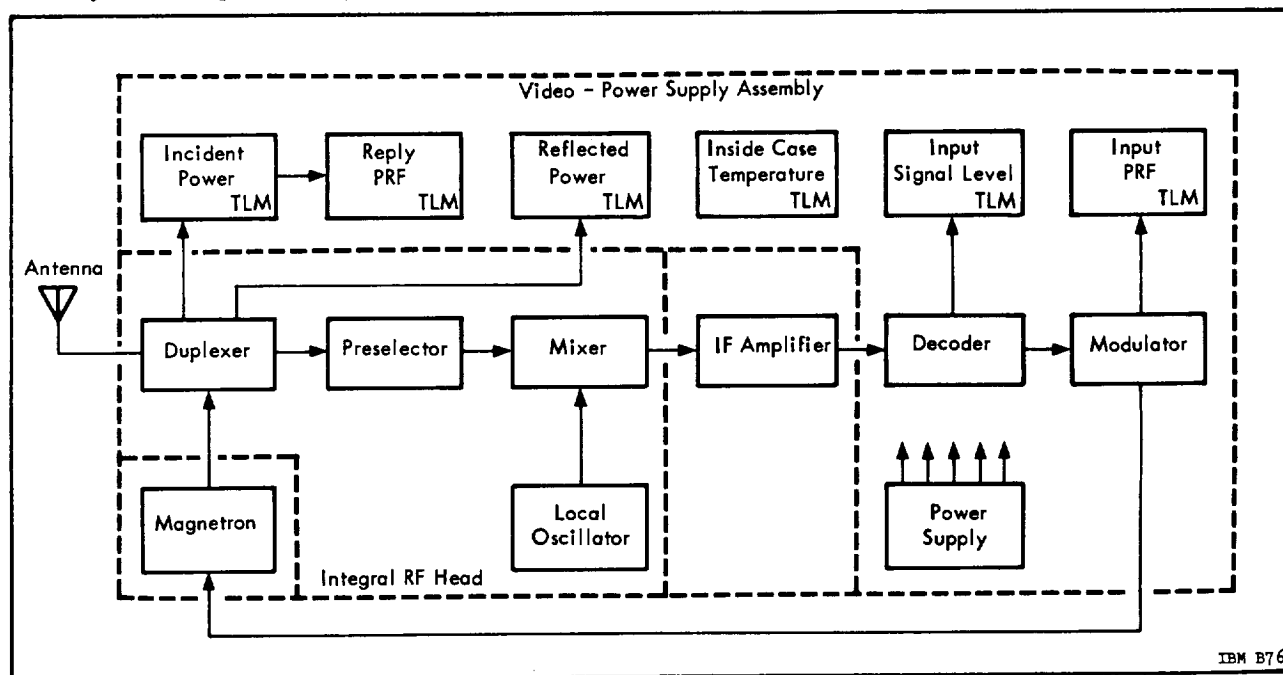 Video - Power Supply Assembly
Incident
Power
TLM
Reply
PRF
TLM
Reflected
Power
TLM
Inside Case
Temperature
TLM
Input
Signal Level
TLM
Input
PRF
TLM
Antenna
Duplexer
Preselector
Mixer
IF Amplifier
Decoder
Modulator
Magnetron
Local
Oscillator
Power
Supply
Integral RF Head
IBM B76